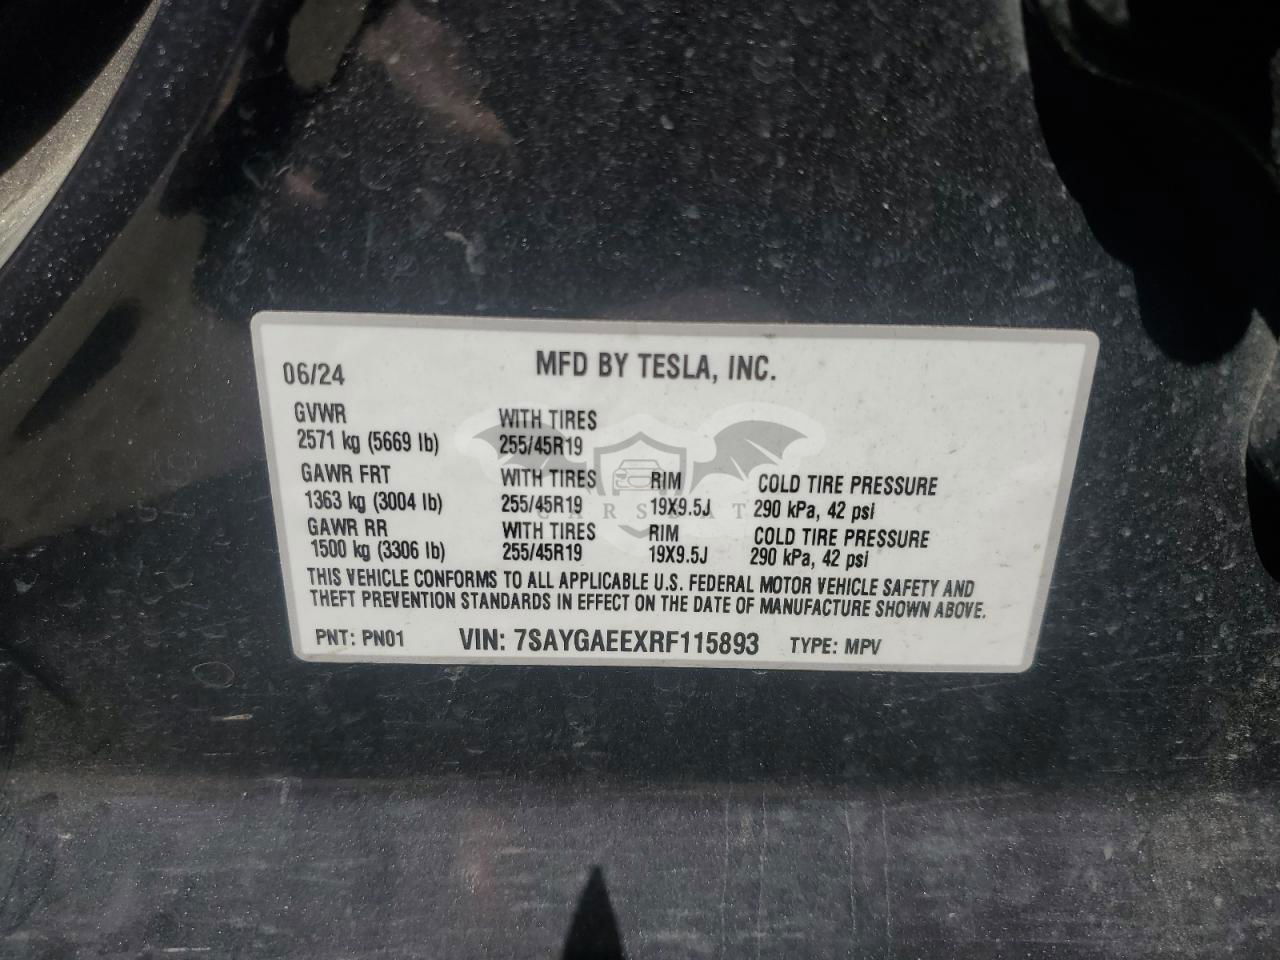 06/24 MFD BY TESLA, INC.
GVWR WITH TIRES
2571 kg (5669 lb) 255/45R19
GAWR FRT WITH TIRES RIM COLD TIRE PRESSURE
1363 kg (3004 lb) 255/45R19 19X9.5J 290 kPa, 42 psi
GAWR RR WITH TIRES RIM COLD TIRE PRESSURE
1500 kg (3306 lb) 255/45R19 19X9.5J 290 kPa, 42 psi
THIS VEHICLE CONFORMS TO ALL APPLICABLE U.S. FEDERAL MOTOR VEHICLE SAFETY AND
THEFT PREVENTION STANDARDS IN EFFECT ON THE DATE OF MANUFACTURE SHOWN ABOVE.
PNT: PN01 VIN: 7SAYGAEEXRF115893 TYPE: MPV